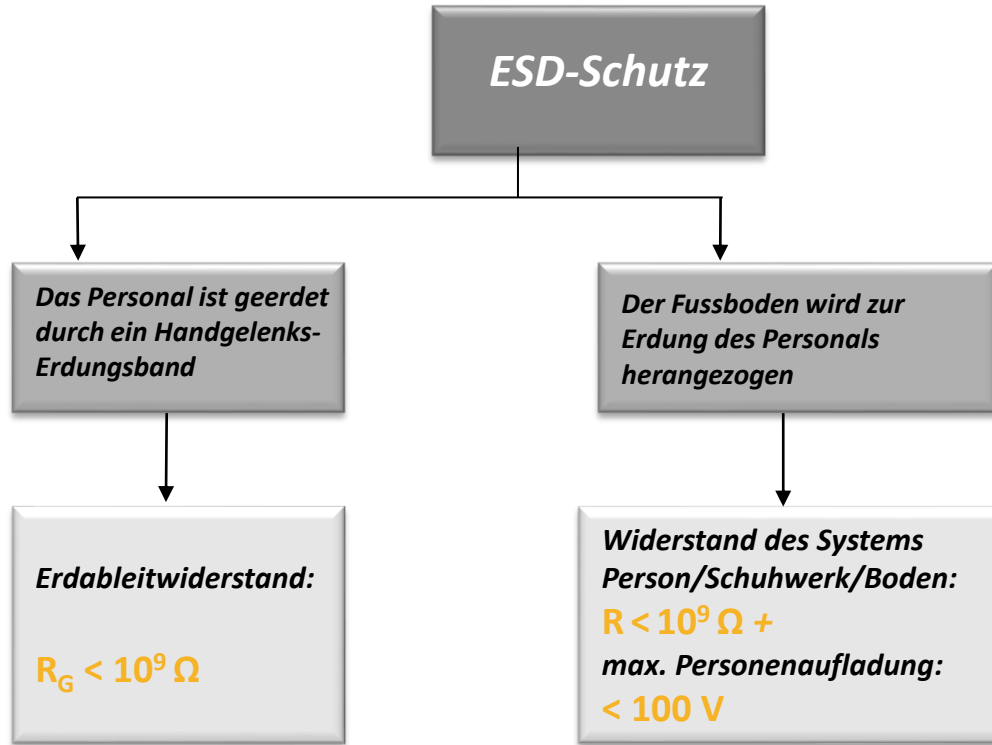 ESD-Schutz
Das Personal ist geerdet
durch ein Handgelenks-
Erdungsband
Der Fussboden wird zur
Erdung des Personals
herangezogen
Erdableitwiderstand:
R_G < 10⁹ Ω
Widerstand des Systems
Person/Schuhwerk/Boden:
R < 10⁹ Ω +
max. Personenaufladung:
< 100 V